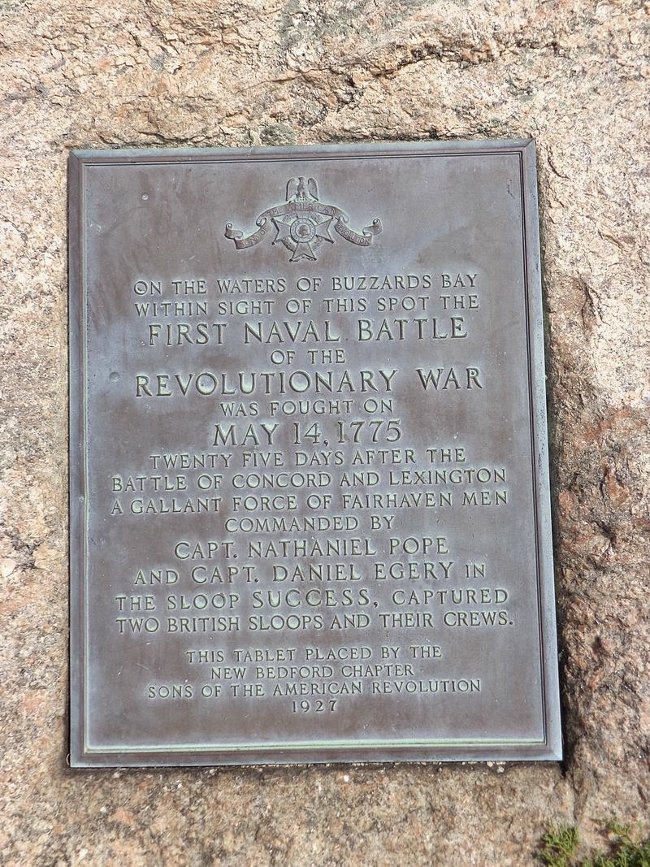 ON THE WATERS OF BUZZARDS BAY
WITHIN SIGHT OF THIS SPOT THE
FIRST NAVAL BATTLE
OF THE
REVOLUTIONARY WAR
WAS FOUGHT ON
MAY 14, 1775
TWENTY FIVE DAYS AFTER THE
BATTLE OF CONCORD AND LEXINGTON
A GALLANT FORCE OF FAIRHAVEN MEN
COMMANDED BY
CAPT. NATHANIEL POPE
AND CAPT. DANIEL EGERY IN
THE SLOOP SUCCESS, CAPTURED
TWO BRITISH SLOOPS AND THEIR CREWS.
THIS TABLET PLACED BY THE
NEW BEDFORD CHAPTER
SONS OF THE AMERICAN REVOLUTION
1927